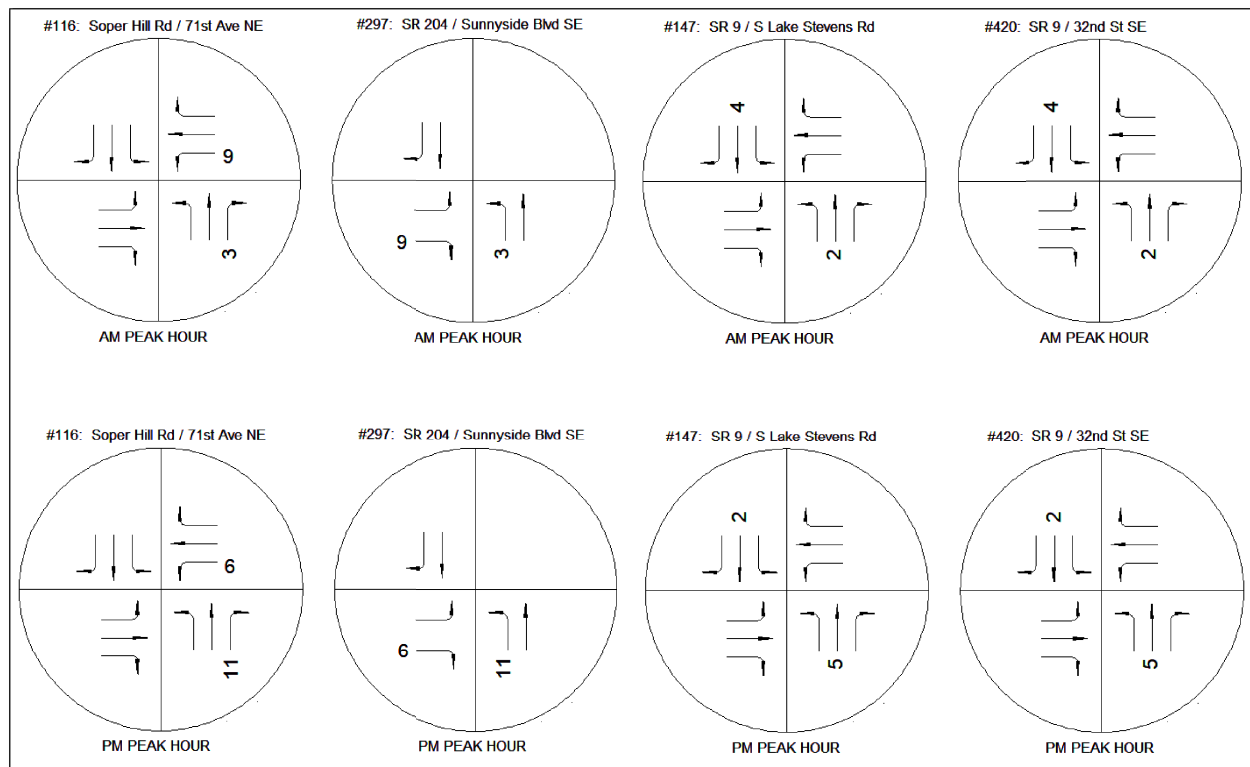 #116: Soper Hill Rd / 71st Ave NE
#297: SR 204 / Sunnyside Blvd SE
#147: SR 9 / S Lake Stevens Rd
#420: SR 9 / 32nd St SE
9
3
9
3
4
2
4
2
AM PEAK HOUR
AM PEAK HOUR
AM PEAK HOUR
AM PEAK HOUR
#116: Soper Hill Rd / 71st Ave NE
#297: SR 204 / Sunnyside Blvd SE
#147: SR 9 / S Lake Stevens Rd
#420: SR 9 / 32nd St SE
6
11
6
11
2
5
2
5
PM PEAK HOUR
PM PEAK HOUR
PM PEAK HOUR
PM PEAK HOUR